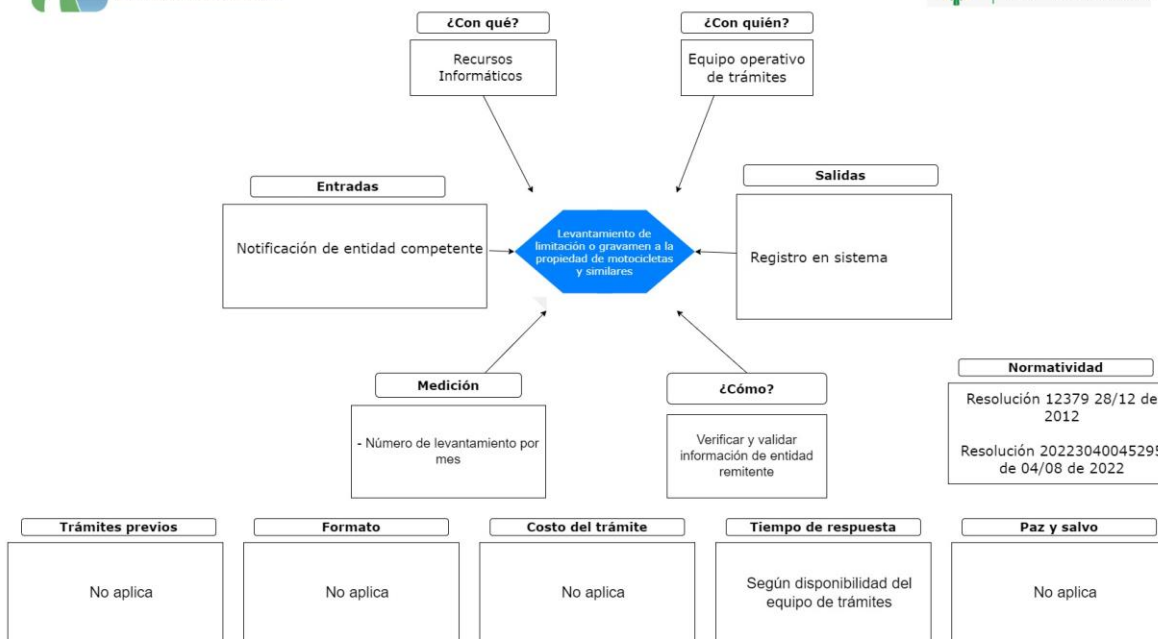 ¿Con qué?
Recursos
Informáticos
¿Con quién?
Equipo operativo
de trámites
Entradas
Notificación de entidad competente
Levantamiento de
limitación o gravamen a la
propiedad de motocicletas
y similares
Salidas
Registro en sistema
Medición
- Número de levantamiento por
mes
¿Cómo?
Verificar y validar
información de entidad
remitente
Normatividad
Resolución 12379 28/12 de
2012
Resolución 20223040045295
de 04/08 de 2022
Trámites previos
No aplica
Formato
No aplica
Costo del trámite
No aplica
Tiempo de respuesta
Según disponibilidad del
equipo de trámites
Paz y salvo
No aplica